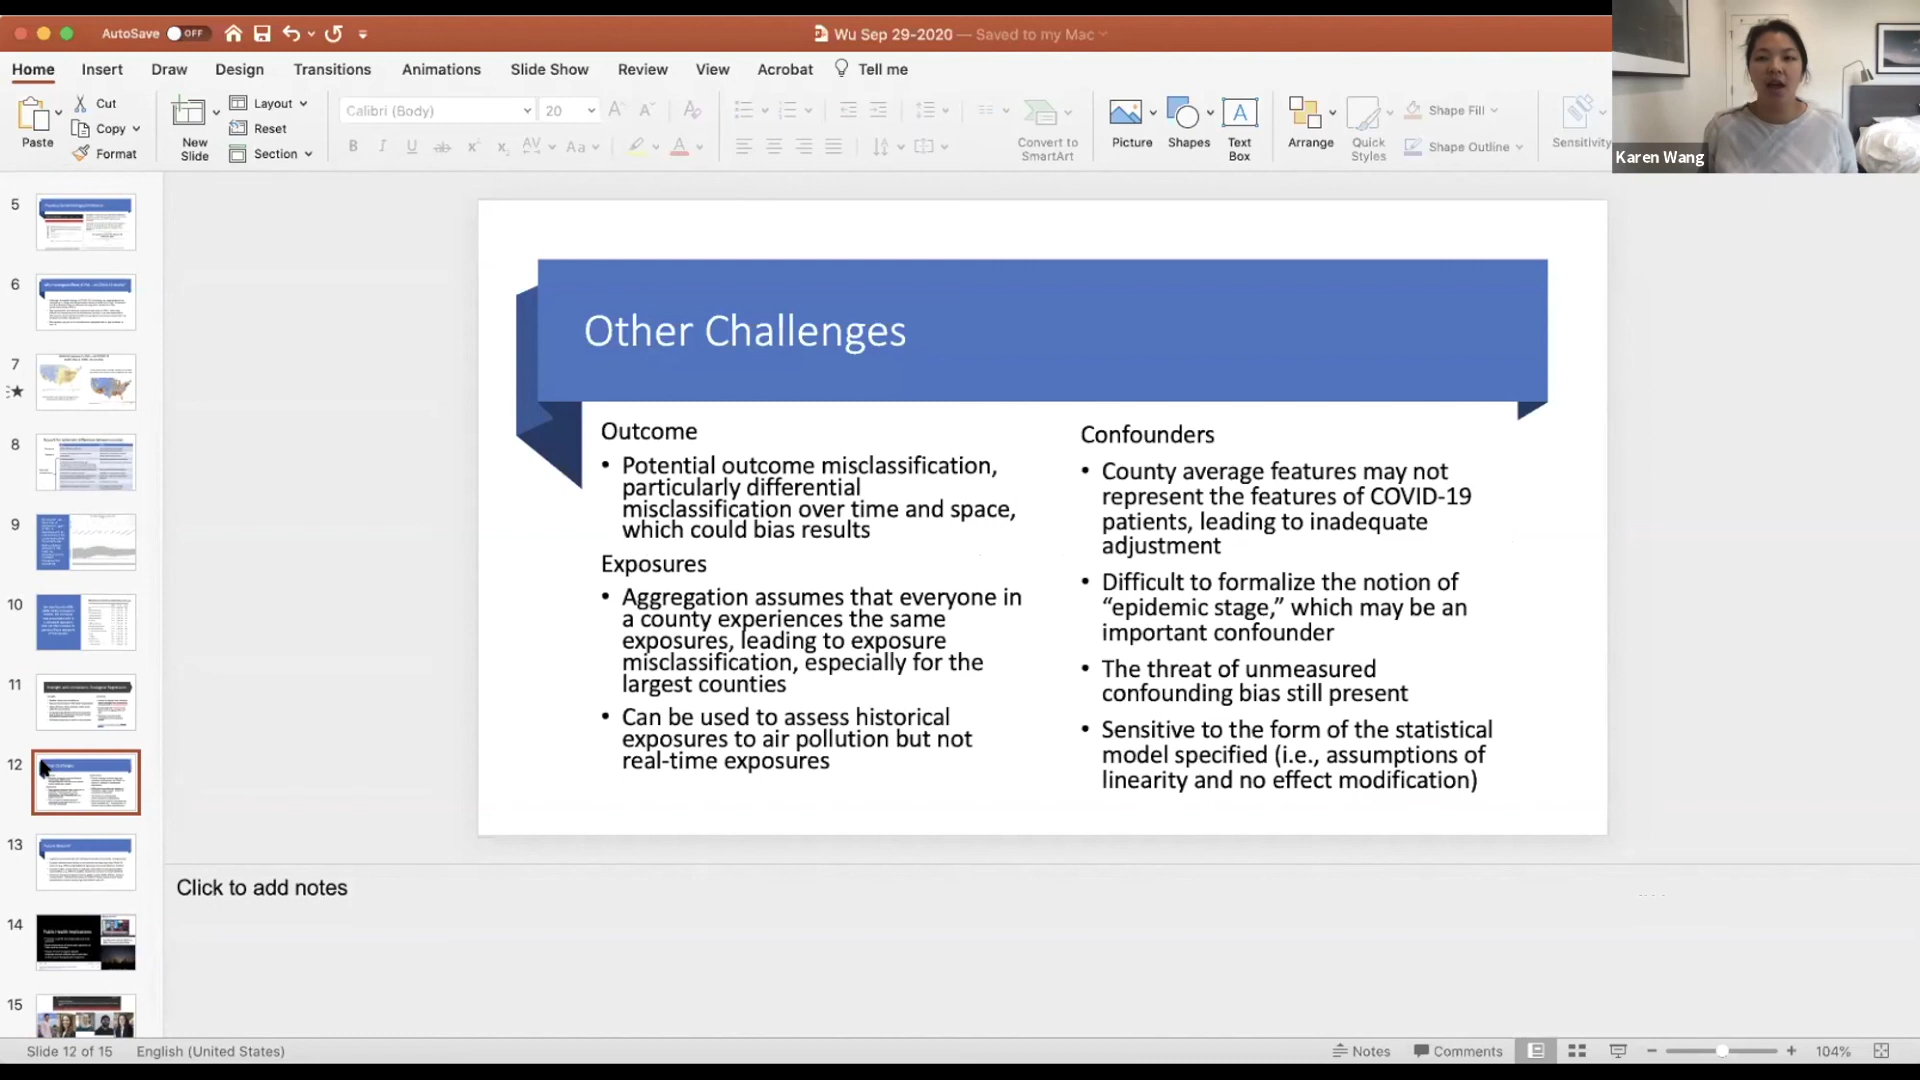 AutoSave OFF
Wu Sep 29-2020 — Saved to my Mac
Home Insert Draw Design Transitions Animations Slide Show Review View Acrobat Tell me
Paste
Cut
Copy
Format
New
Slide
Layout
Reset
Section
Calibri (Body) 20
Convert to
SmartArt
Picture
Shapes
Text
Box
Arrange
Quick
Styles
Shape Fill
Shape Outline
Sensitivity
Karen Wang
5
6
7
8
9
10
11
12
13
14
15
Other Challenges
Outcome
• Potential outcome misclassification,
particularly differential
misclassification over time and space,
which could bias results
Exposures
• Aggregation assumes that everyone in
a county experiences the same
exposures, leading to exposure
misclassification, especially for the
largest counties
• Can be used to assess historical
exposures to air pollution but not
real-time exposures
Confounders
• County average features may not
represent the features of COVID-19
patients, leading to inadequate
adjustment
• Difficult to formalize the notion of
“epidemic stage,” which may be an
important confounder
• The threat of unmeasured
confounding bias still present
• Sensitive to the form of the statistical
model specified (i.e., assumptions of
linearity and no effect modification)
Click to add notes
Slide 12 of 15 English (United States)
Notes Comments 104%